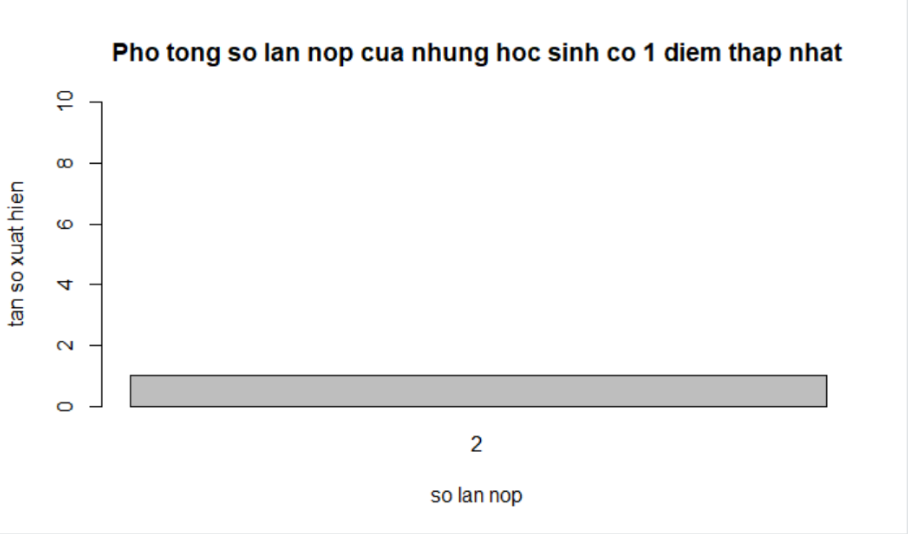 Pho tong so lan nop cua nhung hoc sinh co 1 diem thap nhat
tan so xuat hien
10
8
6
4
2
0
2
so lan nop